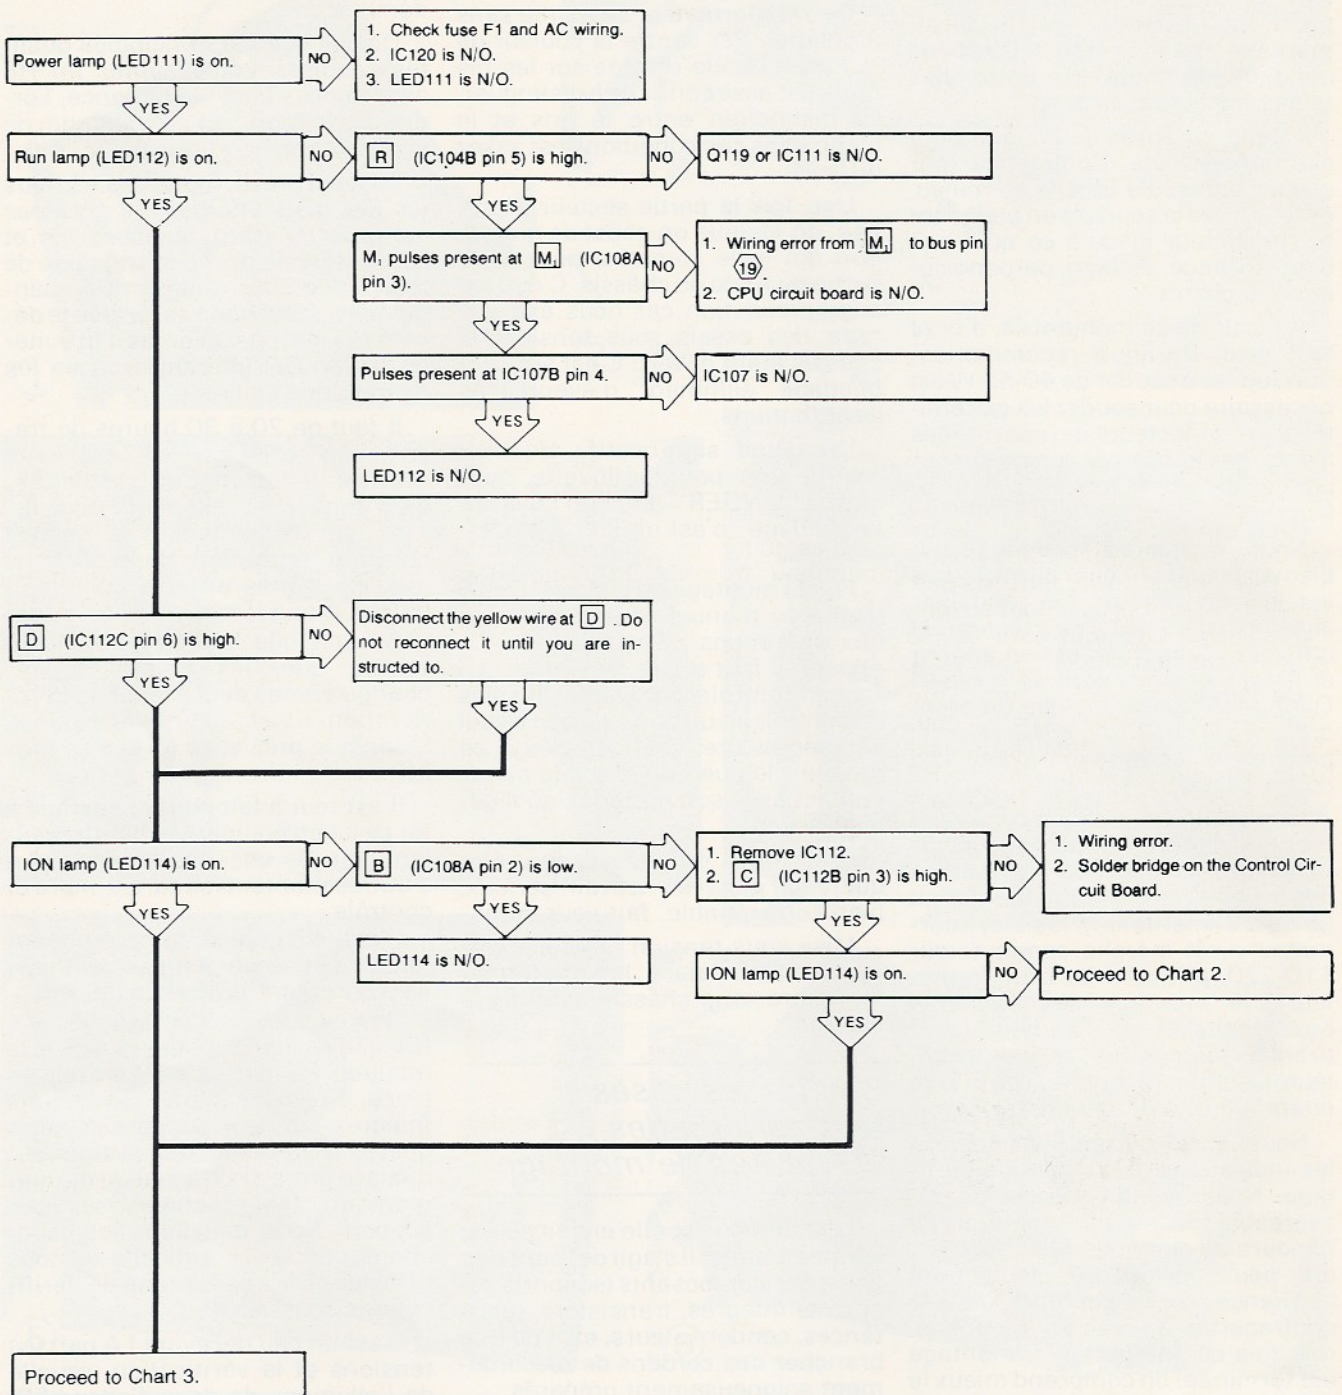 Power lamp (LED111) is on.
NO
1. Check fuse F1 and AC wiring.
2. IC120 is N/O.
3. LED111 is N/O.
YES
Run lamp (LED112) is on.
NO
R (IC104B pin 5) is high.
NO
Q119 or IC111 is N/O.
YES
YES
M₁ pulses present at M₁ (IC108A
pin 3).
NO
1. Wiring error from M₁ to bus pin
19.
2. CPU circuit board is N/O.
YES
Pulses present at IC107B pin 4.
NO
IC107 is N/O.
YES
LED112 is N/O.
D (IC112C pin 6) is high.
NO
Disconnect the yellow wire at D . Do
not reconnect it until you are in-
structed to.
YES
YES
ION lamp (LED114) is on.
NO
B (IC108A pin 2) is low.
NO
1. Remove IC112.
2. C (IC112B pin 3) is high.
NO
1. Wiring error.
2. Solder bridge on the Control Cir-
cuit Board.
YES
YES
YES
LED114 is N/O.
ION lamp (LED114) is on.
NO
Proceed to Chart 2.
YES
Proceed to Chart 3.